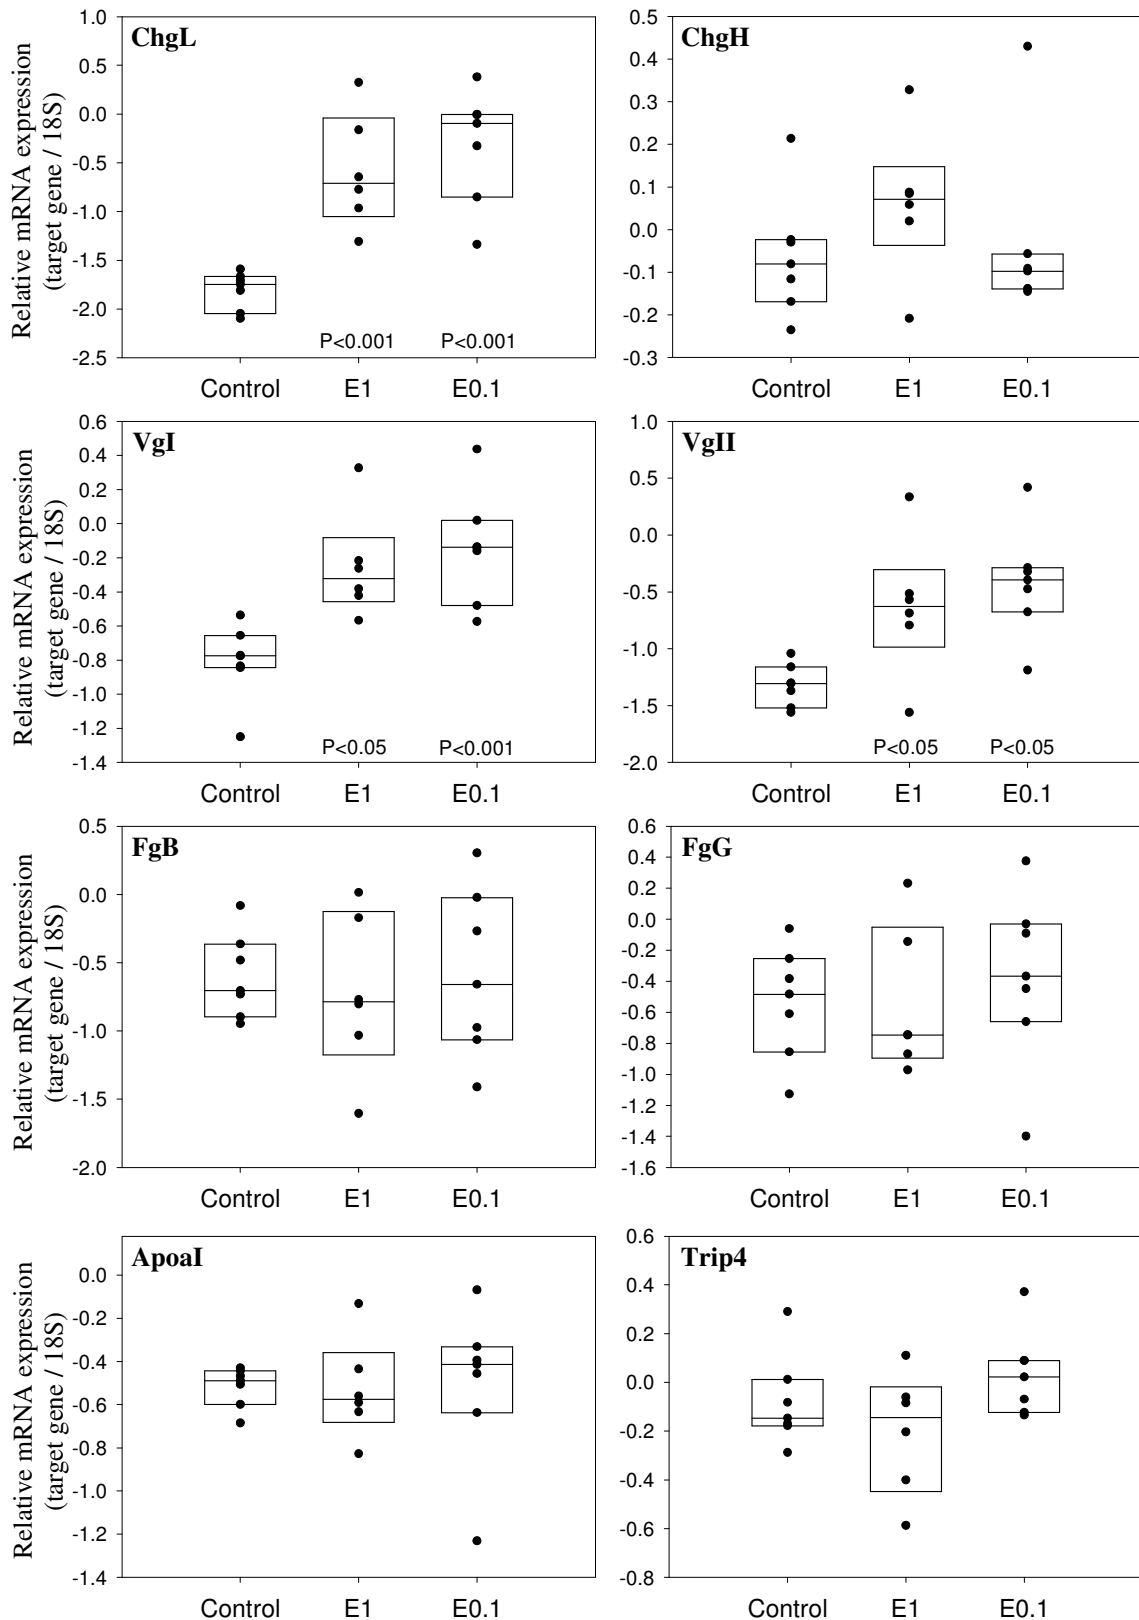 ChgL
Relative mRNA expression
(target gene / 18S)
1.0
0.5
0.0
-0.5
-1.0
-1.5
-2.0
-2.5
P<0.001
P<0.001
Control
E1
E0.1
ChgH
0.5
0.4
0.3
0.2
0.1
0.0
-0.1
-0.2
-0.3
Control
E1
E0.1
VgI
Relative mRNA expression
(target gene / 18S)
0.6
0.4
0.2
0.0
-0.2
-0.4
-0.6
-0.8
-1.0
-1.2
-1.4
P<0.05
P<0.001
Control
E1
E0.1
VgII
1.0
0.5
0.0
-0.5
-1.0
-1.5
-2.0
P<0.05
P<0.05
Control
E1
E0.1
FgB
Relative mRNA expression
(target gene / 18S)
0.5
0.0
-0.5
-1.0
-1.5
-2.0
Control
E1
E0.1
FgG
0.6
0.4
0.2
0.0
-0.2
-0.4
-0.6
-0.8
-1.0
-1.2
-1.4
-1.6
Control
E1
E0.1
ApoaI
Relative mRNA expression
(target gene / 18S)
0.0
-0.2
-0.4
-0.6
-0.8
-1.0
-1.2
-1.4
Control
E1
E0.1
Trip4
0.6
0.4
0.2
0.0
-0.2
-0.4
-0.6
-0.8
Control
E1
E0.1